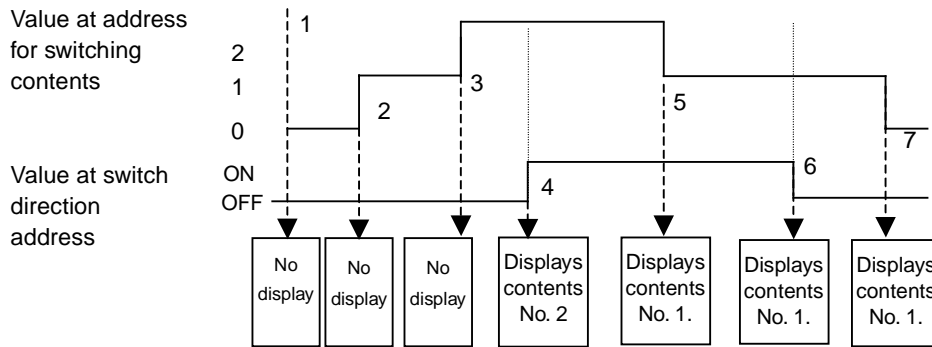 Value at address
for switching
contents
2
1
0
1
2
3
5
7
Value at switch
direction
address
ON
OFF
4
6
No
display
No
display
No
display
Displays
contents
No. 2
Displays
contents
No. 1.
Displays
contents
No. 1.
Displays
contents
No. 1.